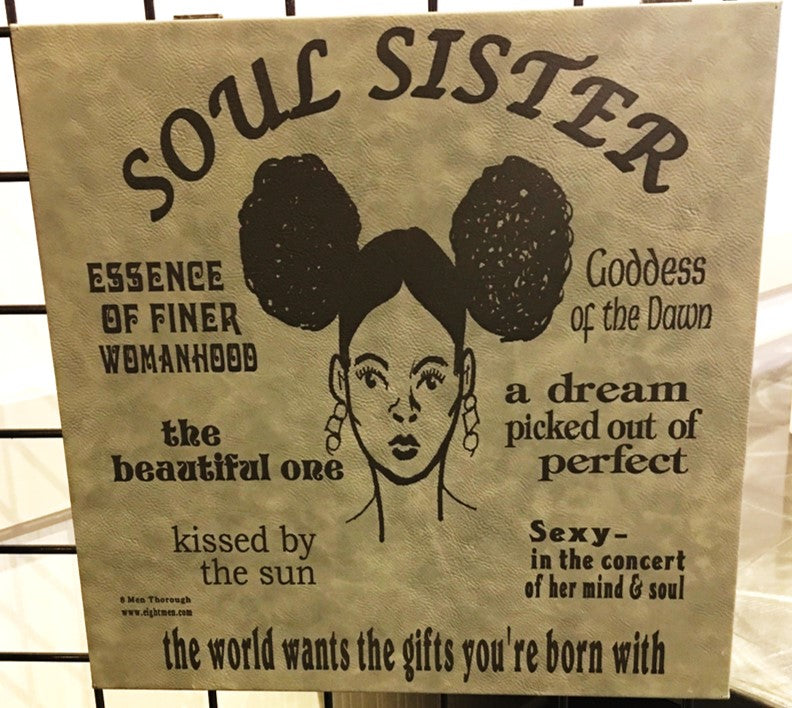 SOUL SISTER
ESSENCE
OF FINER
WOMANHOOD
Goddess
of the Dawn
the
beautiful one
a dream
picked out of
perfect
kissed by
the sun
Sexy-
in the concert
of her mind & soul
8 Men Thorough
www.eightmen.com
the world wants the gifts you're born with